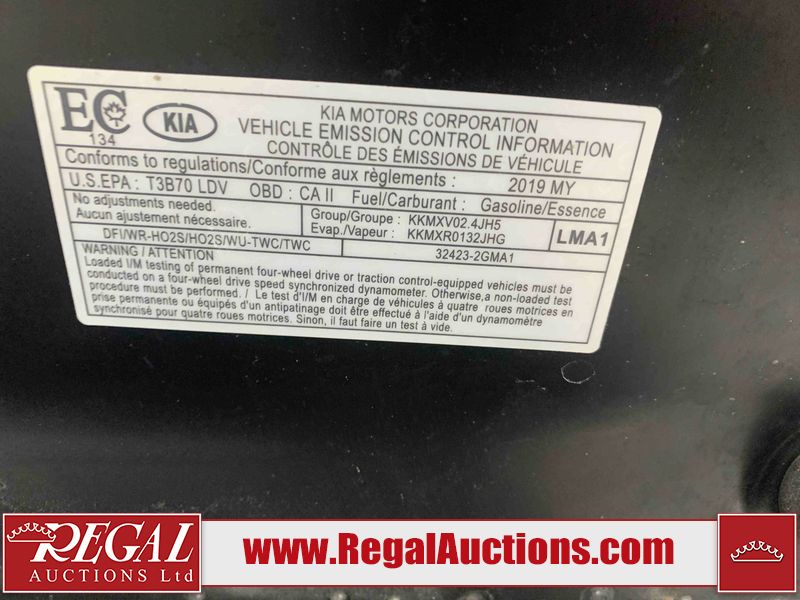 EC
134
KIA
KIA MOTORS CORPORATION
VEHICLE EMISSION CONTROL INFORMATION
CONTRÔLE DES ÉMISSIONS DE VÉHICULE
Conforms to regulations/Conforme aux règlements : 2019 MY
U.S.EPA : T3B70 LDV OBD : CA II Fuel/Carburant : Gasoline/Essence
No adjustments needed.
Aucun ajustement nécessaire.
Group/Groupe : KKMXV02.4JH5
Evap./Vapeur : KKMXR0132JHG
LMA1
DFI/WR-HO2S/HO2S/WU-TWC/TWC
32423-2GMA1
WARNING / ATTENTION
Loaded I/M testing of permanent four-wheel drive or traction control-equipped vehicles must be
conducted on a four-wheel drive speed synchronized dynamometer. Otherwise,a non-loaded test
procedure must be performed. / Le test d'I/M en charge de véhicules à quatre roues motrices en
prise permanente ou équipés d'un antipatinage doit être effectué à l'aide d'un dynamomètre
synchronisé pour quatre roues motrices. Sinon, il faut faire un test à vide.
REGAL
AUCTIONS Ltd
www.RegalAuctions.com